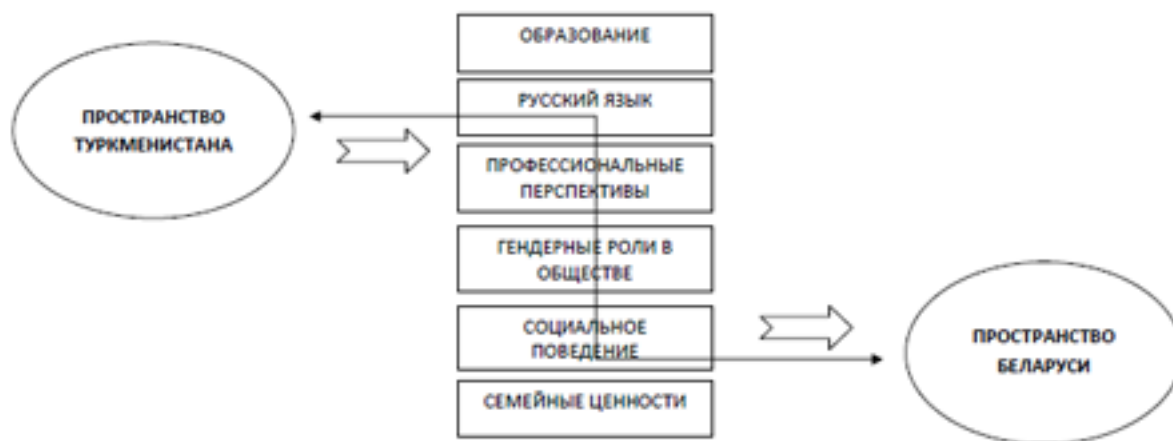 ОБРАЗОВАНИЕ
РУССКИЙ ЯЗЫК
ПРОСТРАНСТВО
ТУРКМЕНИСТАНА
ПРОФЕССИОНАЛЬНЫЕ
ПЕРСПЕКТИВЫ
ГЕНДЕРНЫЕ РОЛИ В
ОБЩЕСТВЕ
СОЦИАЛЬНОЕ
ПОВЕДЕНИЕ
ПРОСТРАНСТВО
БЕЛАРУСИ
СЕМЕЙНЫЕ ЦЕННОСТИ